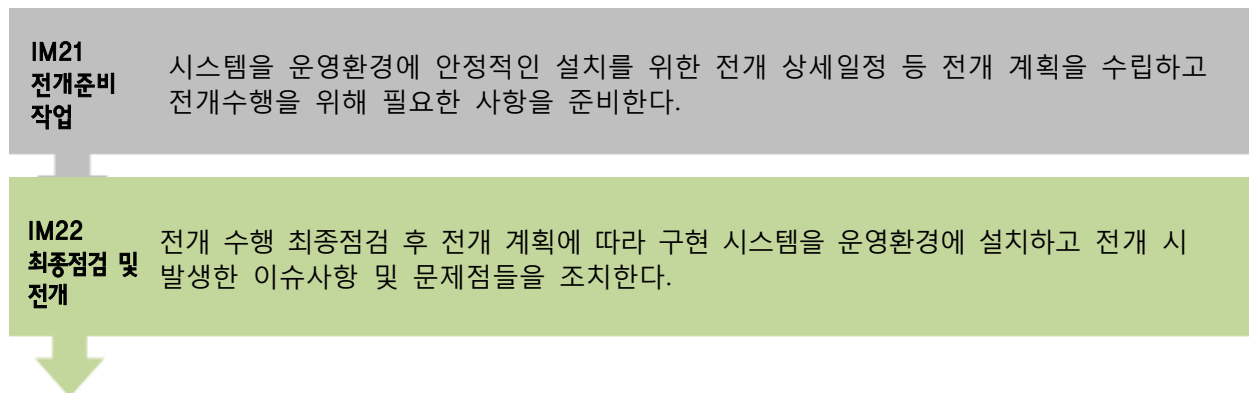 IM21
전개준비
작업
시스템을 운영환경에 안정적인 설치를 위한 전개 상세일정 등 전개 계획을 수립하고
전개수행을 위해 필요한 사항을 준비한다.
IM22
최종점검 및
전개
전개 수행 최종점검 후 전개 계획에 따라 구현 시스템을 운영환경에 설치하고 전개 시
발생한 이슈사항 및 문제점들을 조치한다.